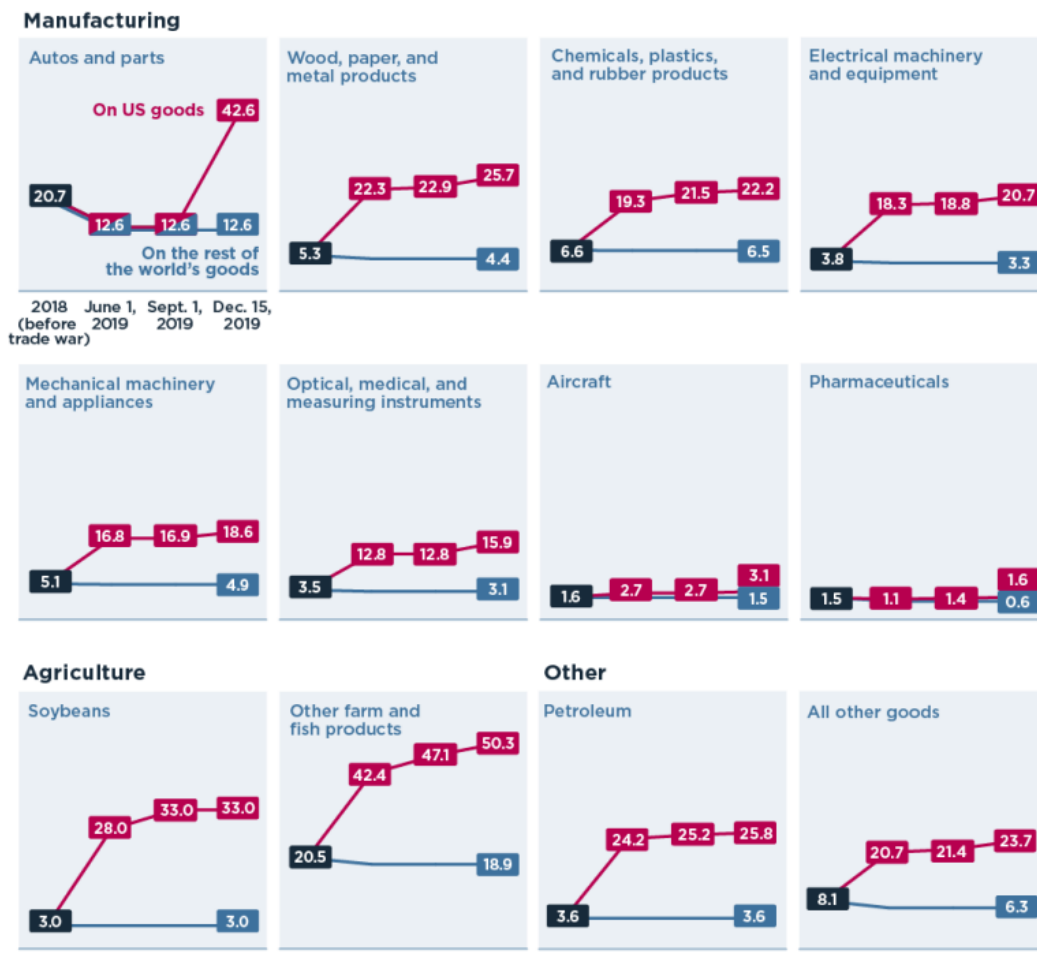 Manufacturing
Autos and parts
On US goods
42.6
20.7
12.6
12.6
12.6
On the rest of
the world's goods
2018
(before
trade war)
June 1,
2019
Sept. 1,
2019
Dec. 15,
2019
Wood, paper, and
metal products
5.3
22.3
22.9
25.7
4.4
Chemicals, plastics,
and rubber products
6.6
19.3
21.5
22.2
6.5
Electrical machinery
and equipment
3.8
18.3
18.8
20.7
3.3
Mechanical machinery
and appliances
5.1
16.8
16.9
18.6
4.9
Optical, medical, and
measuring instruments
3.5
12.8
12.8
15.9
3.1
Aircraft
1.6
2.7
2.7
3.1
1.5
Pharmaceuticals
1.5
1.1
1.4
1.6
0.6
Agriculture
Soybeans
3.0
28.0
33.0
33.0
3.0
Other farm and
fish products
20.5
42.4
47.1
50.3
18.9
Other
Petroleum
3.6
24.2
25.2
25.8
3.6
All other goods
8.1
20.7
21.4
23.7
6.3